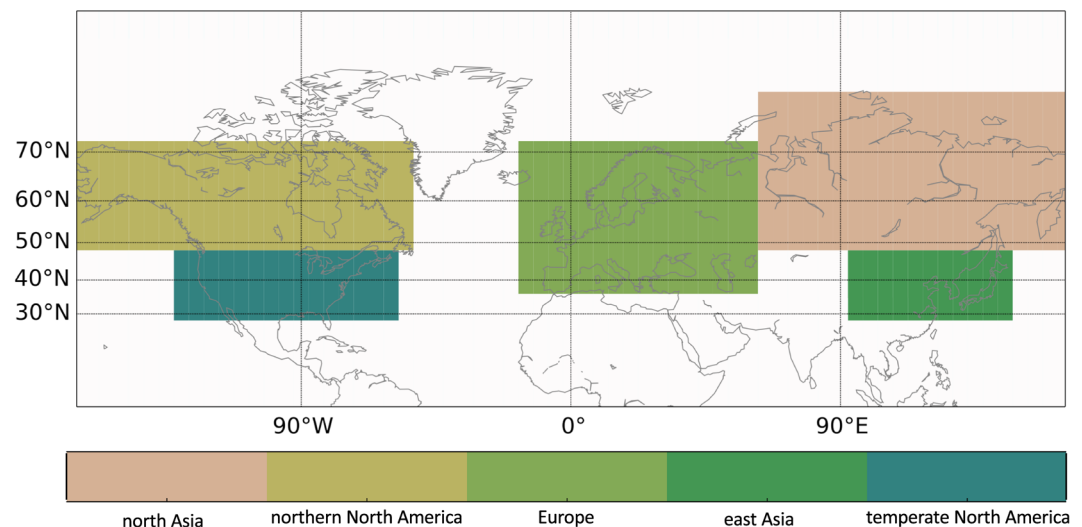 70°N
60°N
50°N
40°N
30°N
90°W 0° 90°E
north Asia northern North America Europe east Asia temperate North America